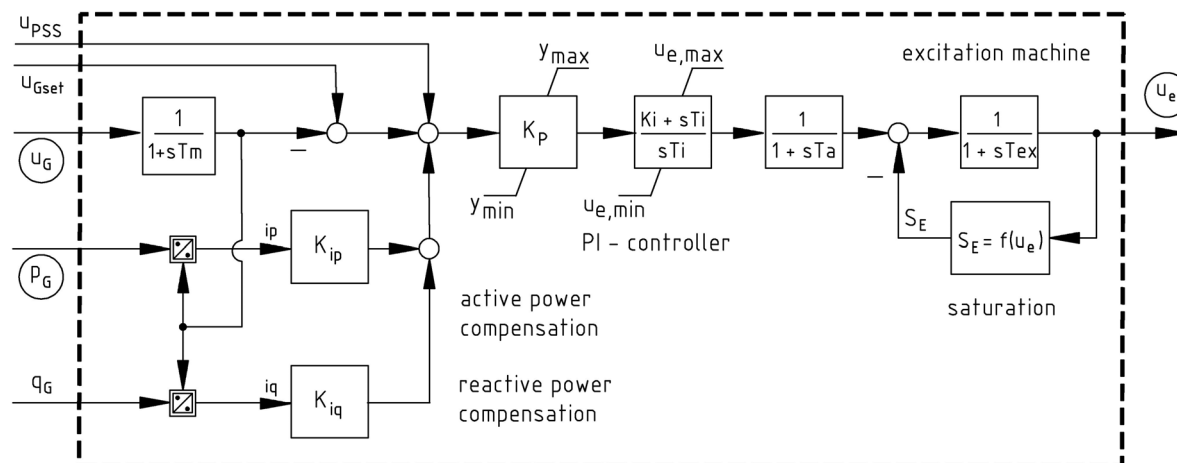 u_PSS
u_Gset
u_G
p_G
q_G
1
1+sTm
−
ip
K_ip
iq
K_iq
active power
compensation
reactive power
compensation
y_max
K_P
y_min
u_e,max
Ki + sTi
sTi
u_e,min
PI - controller
1
1 + sTa
excitation machine
−
1
1 + sTex
S_E
S_E = f(u_e)
saturation
u_e